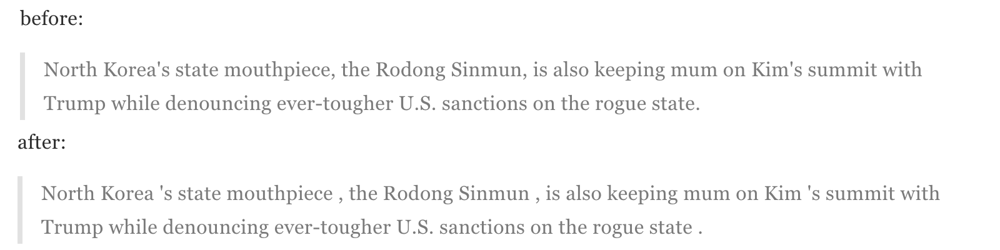 before:
North Korea's state mouthpiece, the Rodong Sinmun, is also keeping mum on Kim's summit with
Trump while denouncing ever-tougher U.S. sanctions on the rogue state.
after:
North Korea 's state mouthpiece , the Rodong Sinmun , is also keeping mum on Kim 's summit with
Trump while denouncing ever-tougher U.S. sanctions on the rogue state .